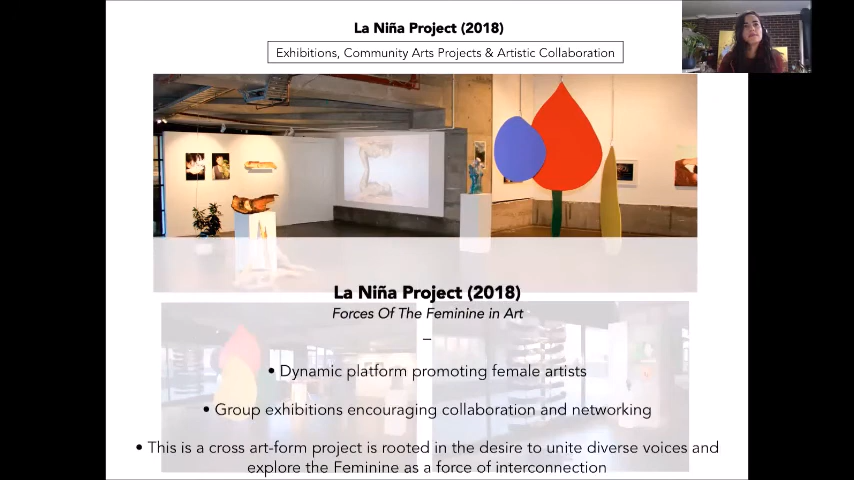 La Niña Project (2018)
Exhibitions, Community Arts Projects & Artistic Collaboration
La Niña Project (2018)
Forces Of The Feminine in Art
–
• Dynamic platform promoting female artists
• Group exhibitions encouraging collaboration and networking
• This is a cross art-form project is rooted in the desire to unite diverse voices and
explore the Feminine as a force of interconnection